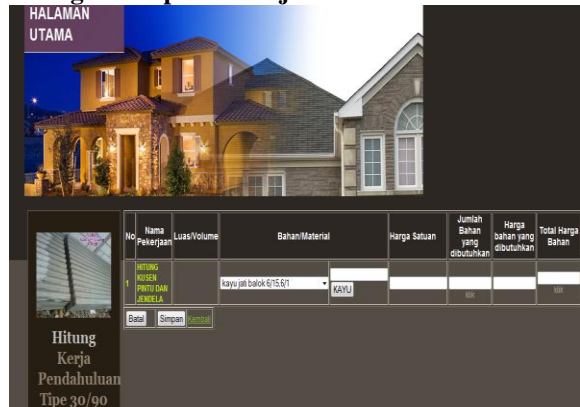 HALAMAN
UTAMA
No
Nama
Pekerjaan
Luas/Volume
Bahan/Material
Harga Satuan
Jumlah
Bahan
yang
dibutuhkan
Harga
bahan yang
dibutuhkan
Total Harga
Bahan
1
HITUNG
KUSEN
PINTU DAN
JENDELA
kayu jati balok 6/15,6/1
KAYU
klik
klik
Batal
Simpan
Kembali
Hitung
Kerja
Pendahuluan
Tipe 30/90